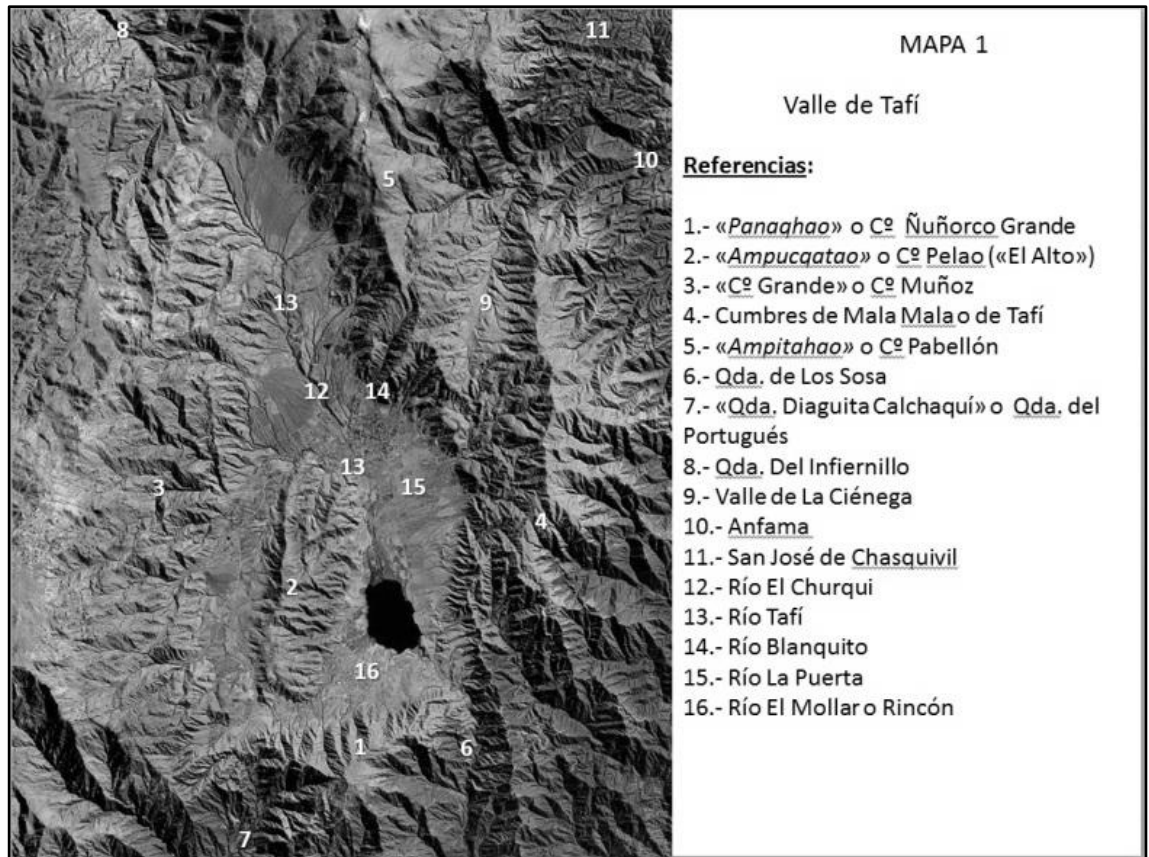 8
11
10
5
13
9
12
14
13
15
3
4
2
16
1
6
7
MAPA 1
Valle de Tafí
Referencias:
1.- «Panaqhao» o Cº Ñuñorco Grande
2.- «Ampucqatao» o Cº Pelao («El Alto»)
3.- «Cº Grande» o Cº Muñoz
4.- Cumbres de Mala Mala o de Tafí
5.- «Ampitahao» o Cº Pabellón
6.- Qda. de Los Sosa
7.- «Qda. Diaguita Calchaquí» o Qda. del
Portugués
8.- Qda. Del Infiernillo
9.- Valle de La Ciénega
10.- Anfama
11.- San José de Chasquivil
12.- Río El Churqui
13.- Río Tafí
14.- Río Blanquito
15.- Río La Puerta
16.- Río El Mollar o Rincón